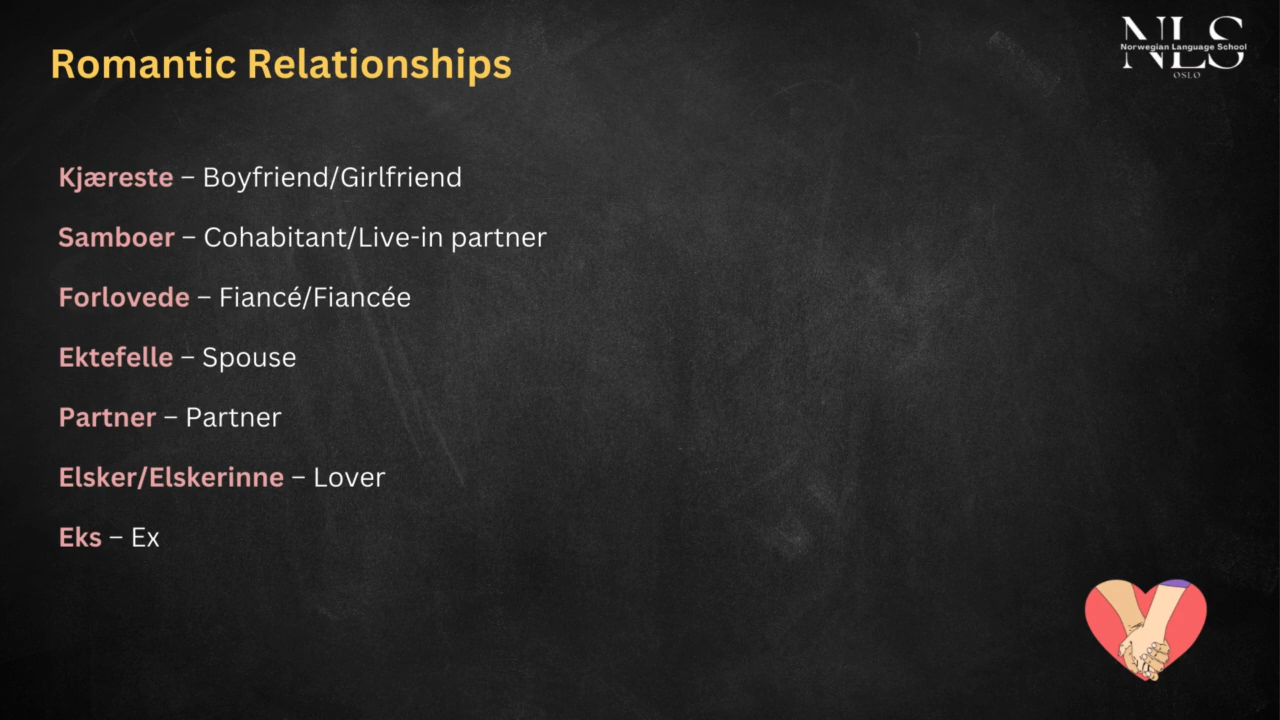 NLS
Norwegian Language School
OSLO
Romantic Relationships
Kjæreste – Boyfriend/Girlfriend
Samboer – Cohabitant/Live-in partner
Forlovede – Fiancé/Fiancée
Ektefelle – Spouse
Partner – Partner
Elsker/Elskerinne – Lover
Eks – Ex